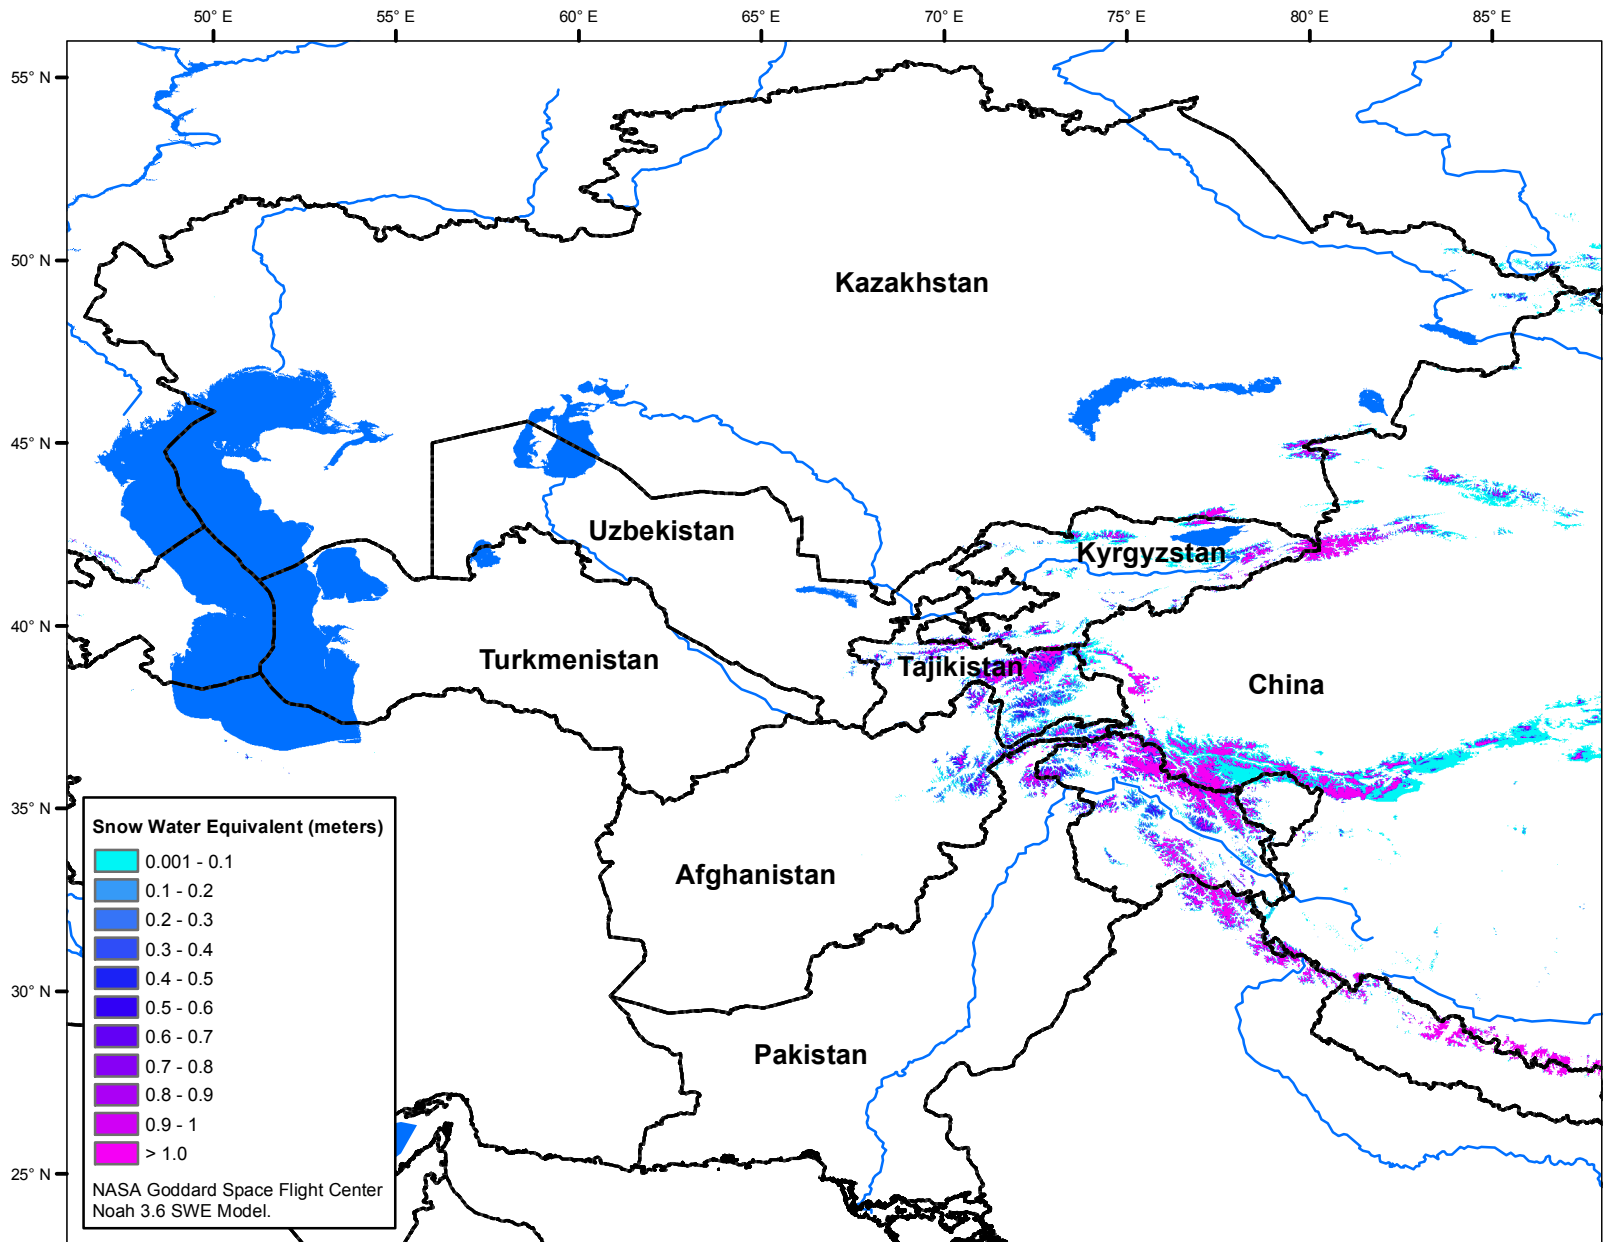 50° E
55° E
60° E
65° E
70° E
75° E
80° E
85° E
55° N
50° N
45° N
40° N
35° N
30° N
25° N
Kazakhstan
Uzbekistan
Kyrgyzstan
Turkmenistan
Tajikistan
China
Afghanistan
Pakistan
Snow Water Equivalent (meters)
0.001 - 0.1
0.1 - 0.2
0.2 - 0.3
0.3 - 0.4
0.4 - 0.5
0.5 - 0.6
0.6 - 0.7
0.7 - 0.8
0.8 - 0.9
0.9 - 1
> 1.0
NASA Goddard Space Flight Center
Noah 3.6 SWE Model.